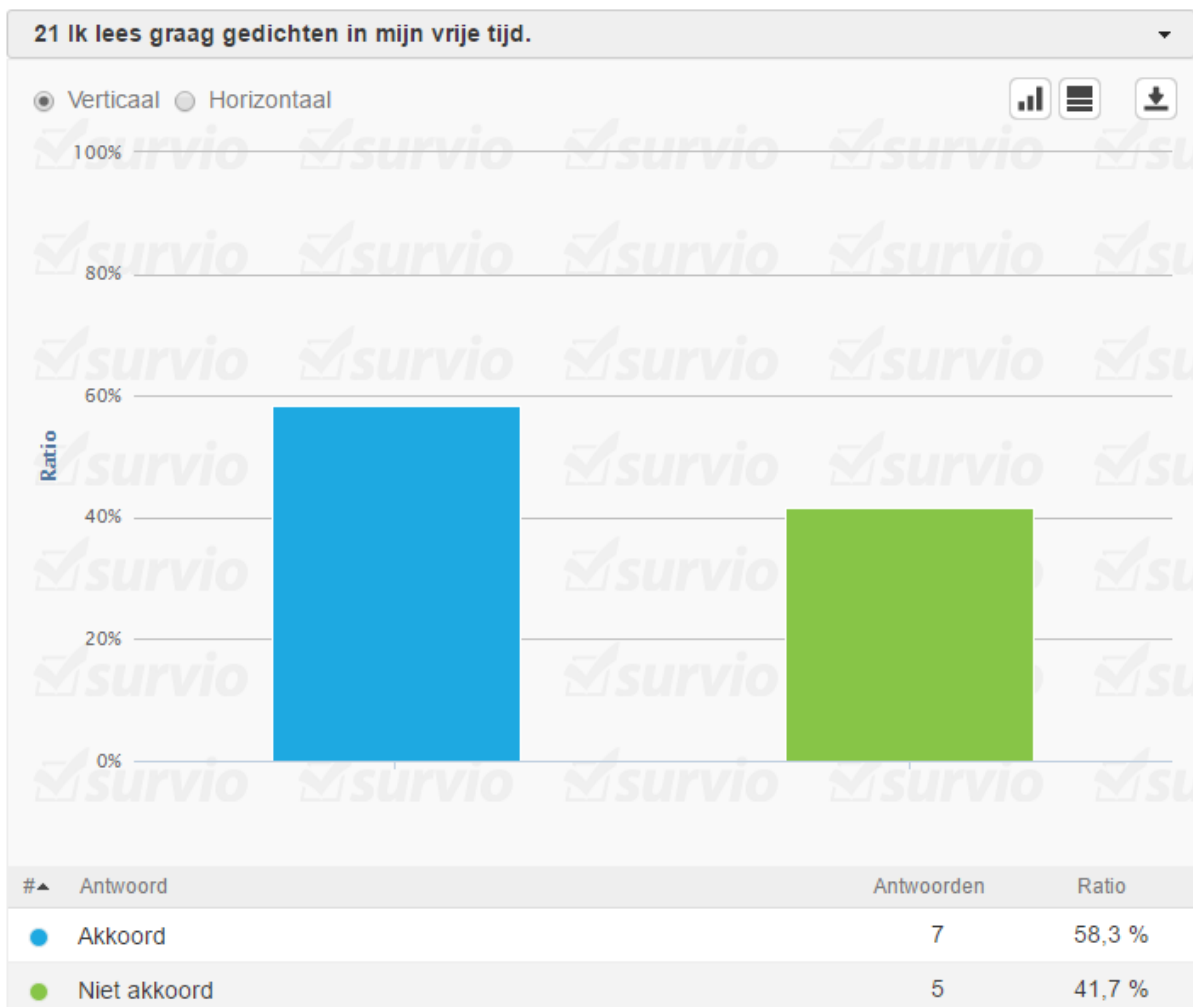 21 Ik lees graag gedichten in mijn vrije tijd.
Verticaal Horizontaal
100%
80%
60%
40%
20%
0%
Ratio
survio
#▲ Antwoord Antwoorden Ratio
Akkoord 7 58,3 %
Niet akkoord 5 41,7 %